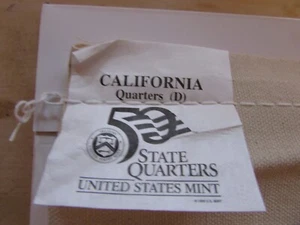 CALIFORNIA
Quarters (D)
50
STATE
QUARTERS
UNITED STATES MINT